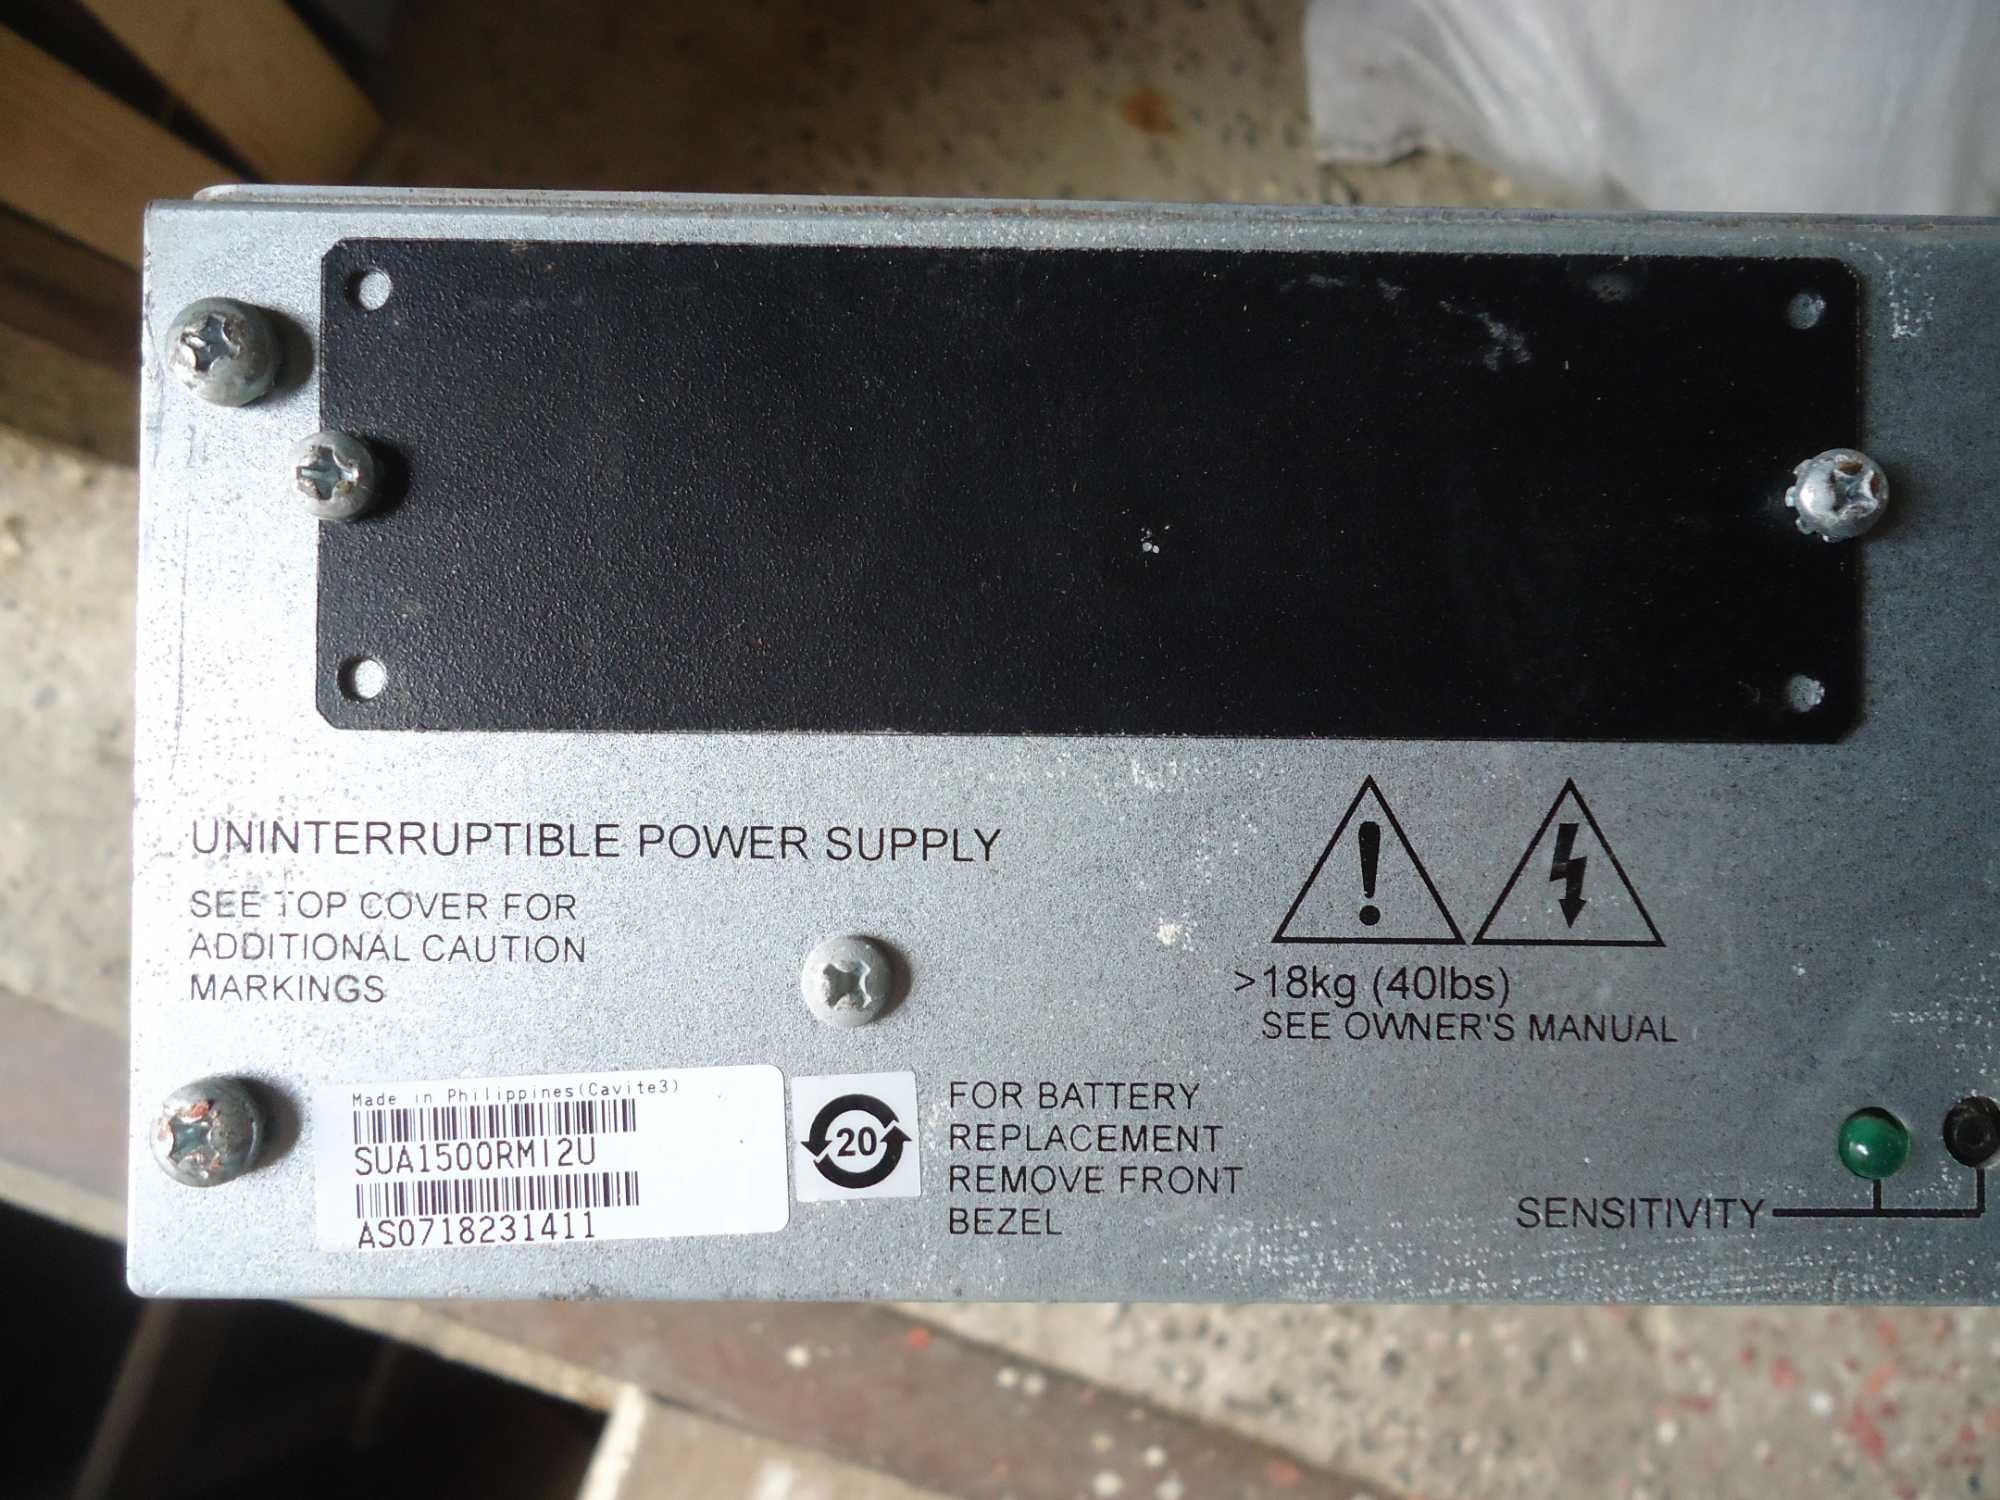 UNINTERRUPTIBLE POWER SUPPLY
SEE TOP COVER FOR
ADDITIONAL CAUTION
MARKINGS
>18kg (40lbs)
SEE OWNER'S MANUAL
Made in Philippines(Cavite3)
SUA1500RMI2U
AS0718231411
20
FOR BATTERY
REPLACEMENT
REMOVE FRONT
BEZEL
SENSITIVITY